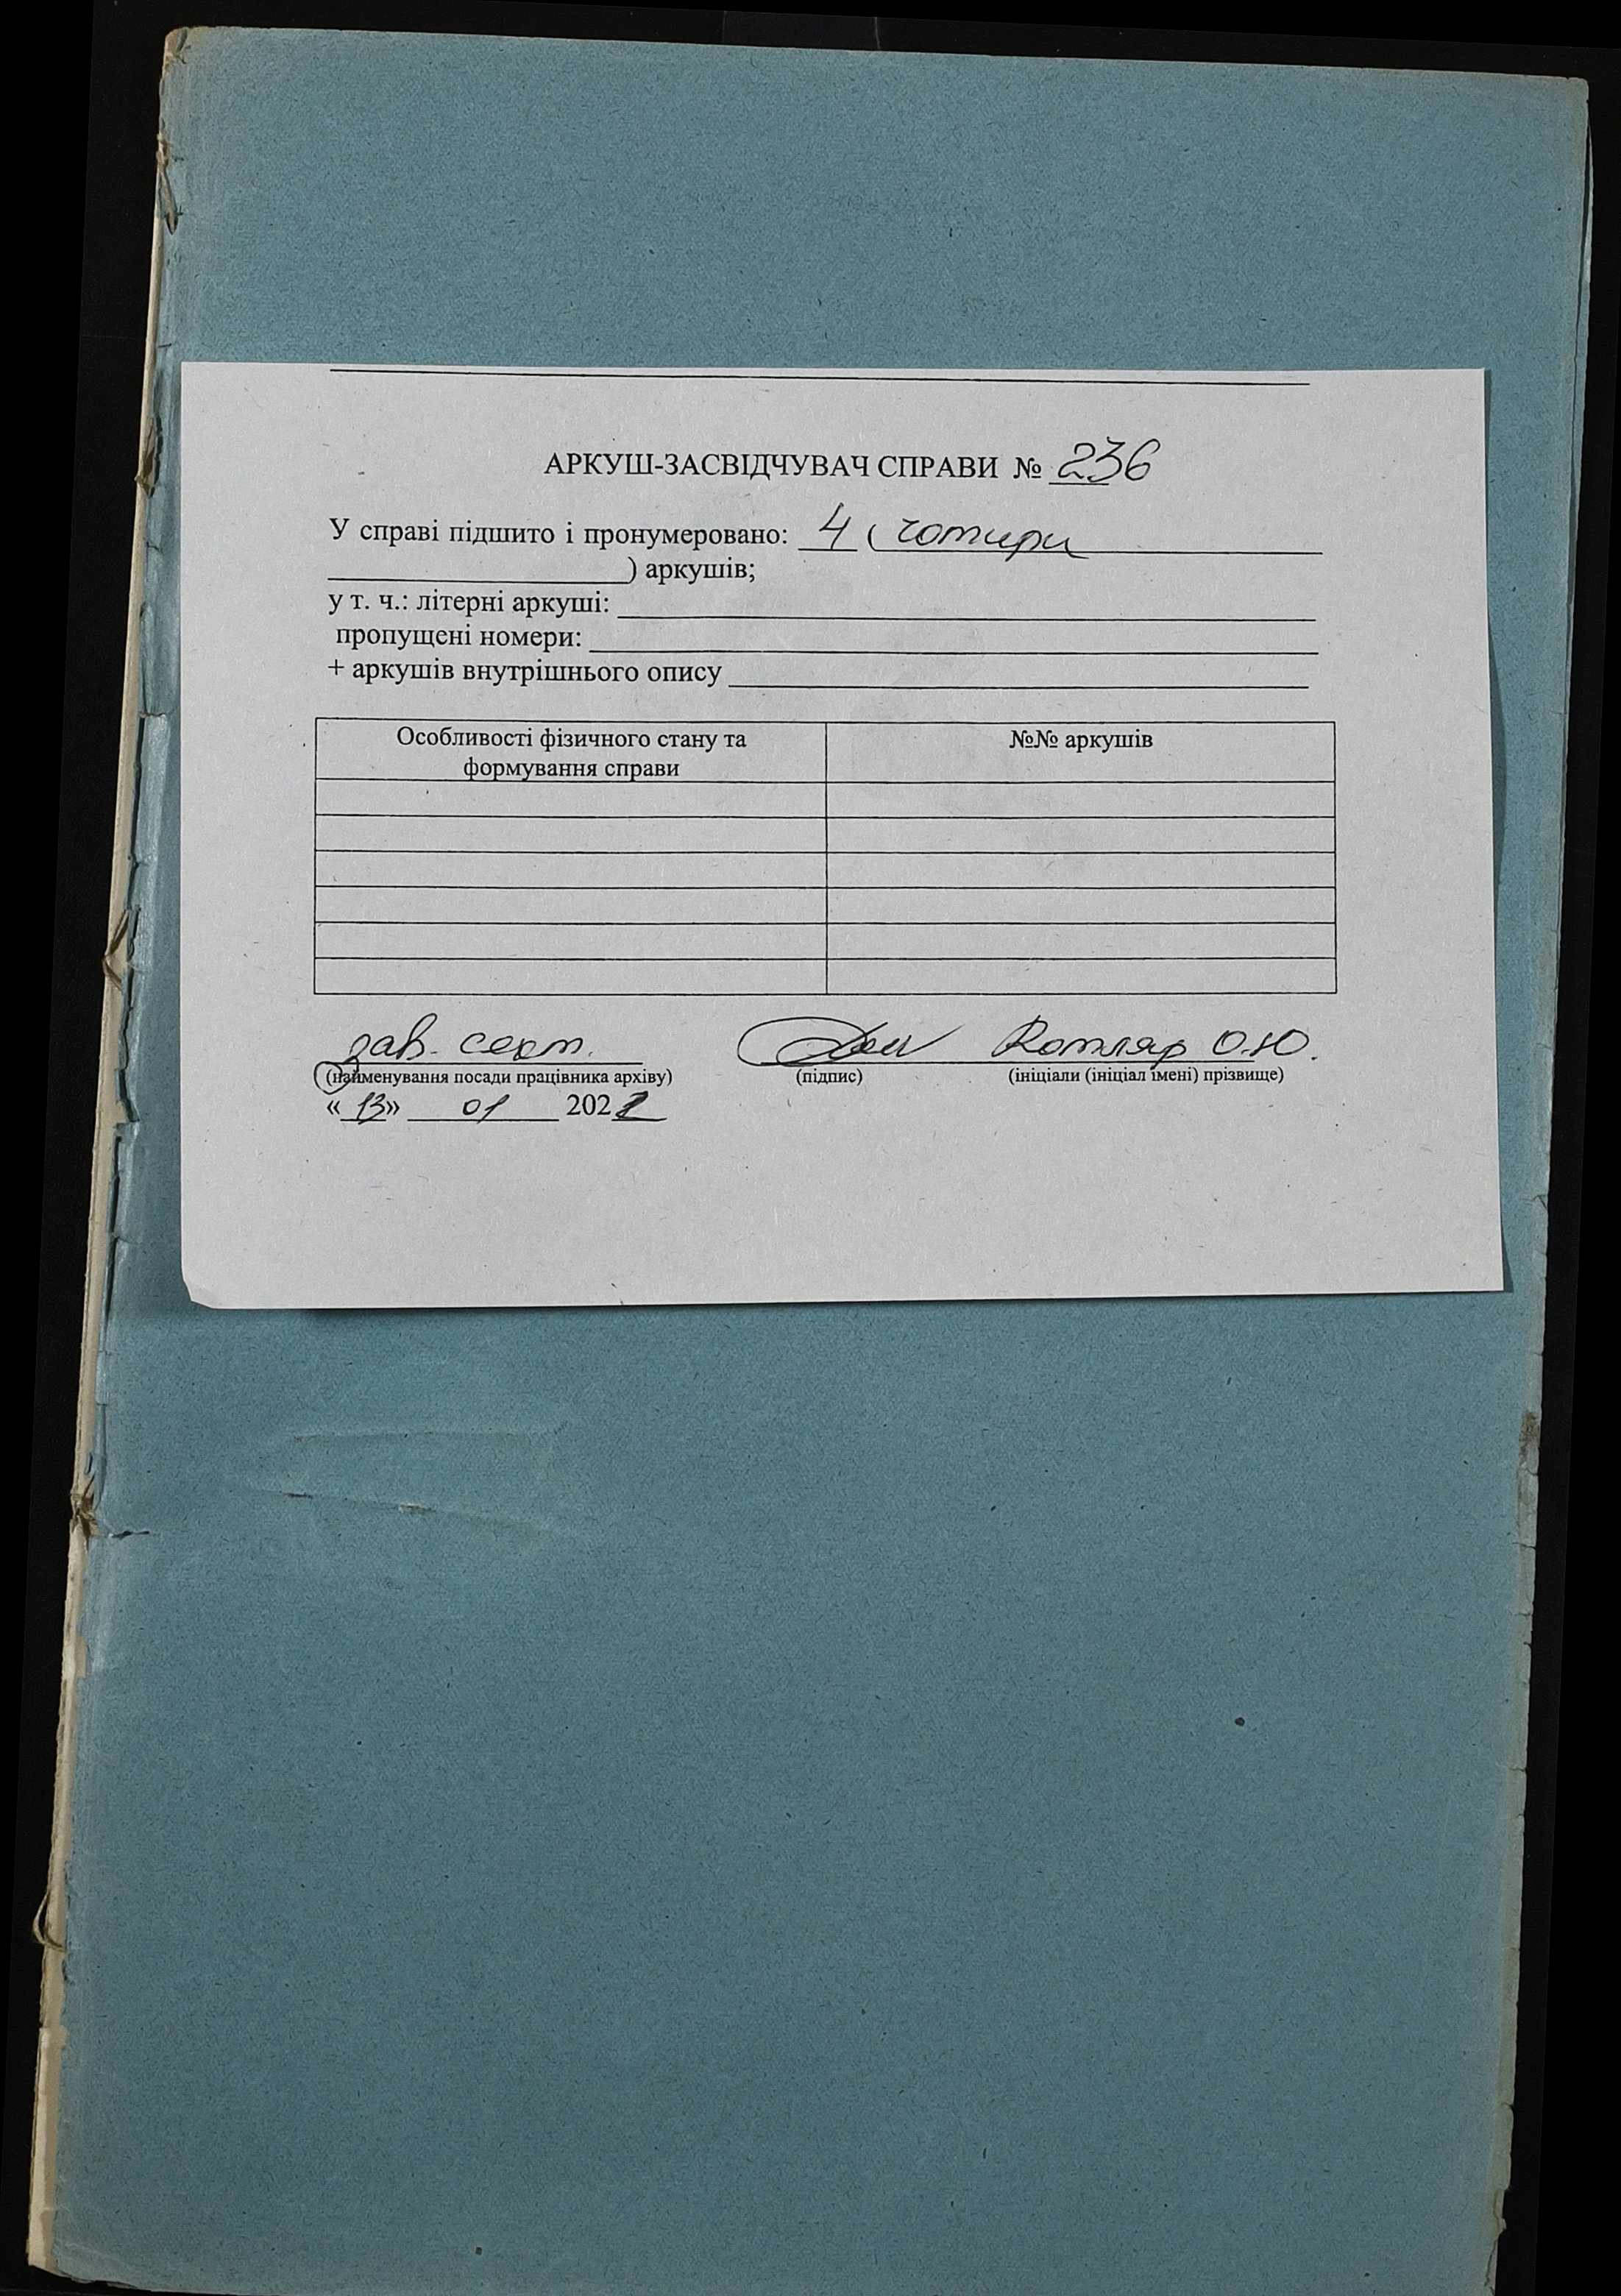 АРКУШ-ЗАСВІДЧУВАЧ СПРАВИ № 236
У справі підшито і пронумеровано: 4 ( чотири
) аркушів;
у т. ч.: літерні аркуші:
пропущені номери:
+ аркушів внутрішнього опису
Особливості фізичного стану та
формування справи
№№ аркушів
зав. сект. Котляр О.Ю.
(найменування посади працівника архіву) (підпис) (ініціали (ініціал імені) прізвище)
«13» 01 202